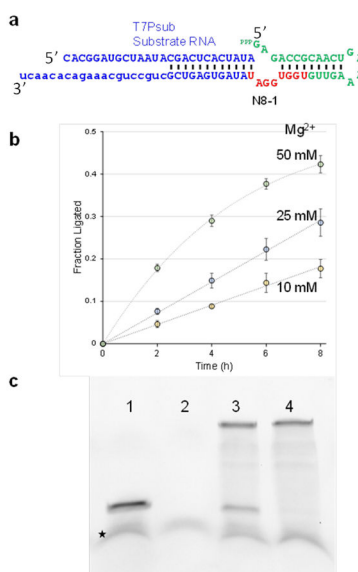 a
T7Psub
Substrate RNA
5'
PPP G
A
5' CACGGAUGCUAAUACGACUCACUAUA GACCGCAACU G
A
3' ucaacacagaaacguccgucGCUGAGUGAUAU AGG UGGUGUUG A
N8-1
b
Mg2+
50 mM
25 mM
10 mM
Fraction Ligated
0.5
0.4
0.3
0.2
0.1
0
0 2 4 6 8
Time (h)
c
1 2 3 4
★